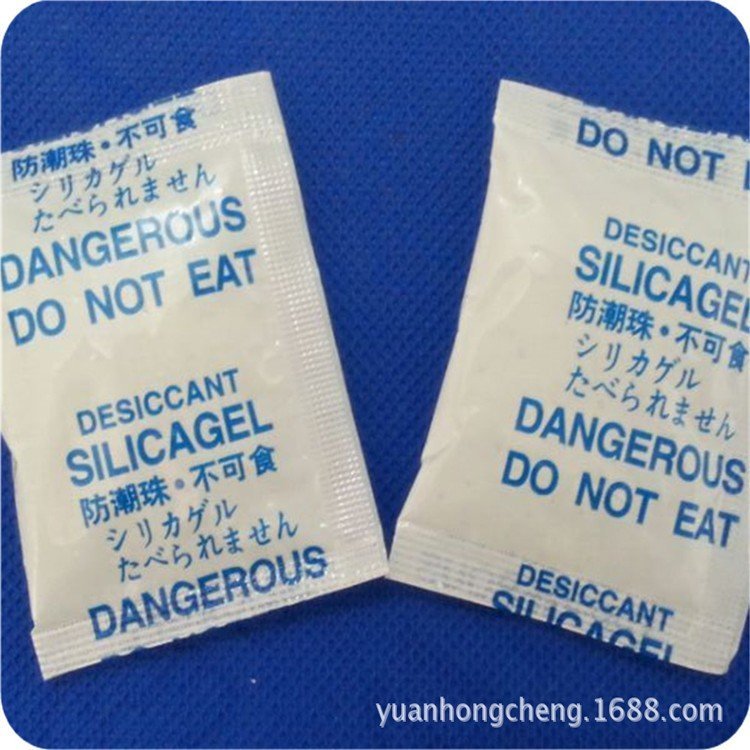 防潮珠・不可食
シリカゲル
たべられません
DANGEROUS
DO NOT EAT
DESICCANT
SILICAGEL
防潮珠・不可食
シリカゲル
たべられません
DANGEROUS
DO NOT
DESICCANT
SILICAGEL
防潮珠・不可食
シリカゲル
たべられません
DANGEROUS
DO NOT EAT
DESICCANT
SILICAGEL
yuanhongcheng.1688.com